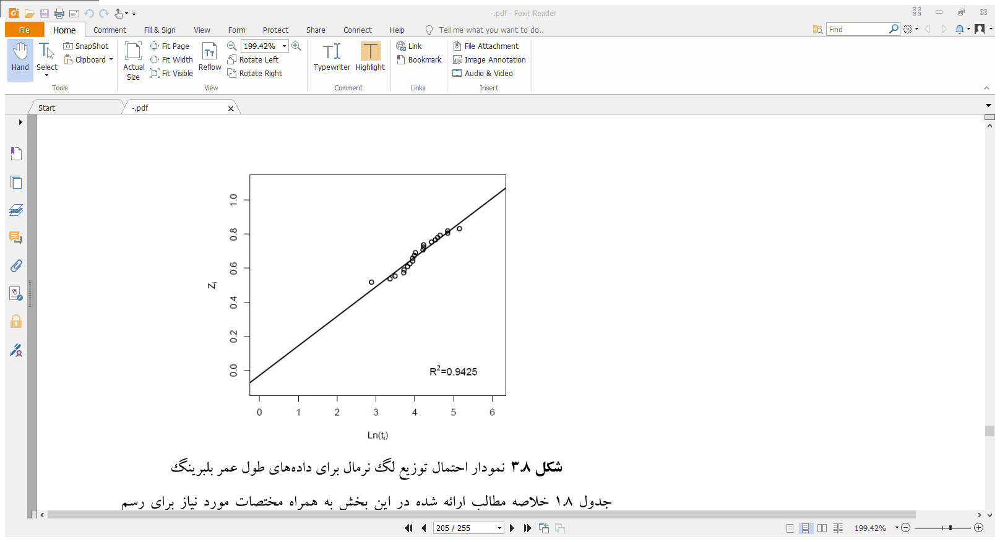 -.pdf - Foxit Reader
File Home Comment Fill & Sign View Form Protect Share Connect Help Tell me what you want to do.. Find
Hand
Select
SnapShot
Clipboard
Tools
Actual Size
Fit Page
Fit Width
Fit Visible
Reflow
199.42%
Rotate Left
Rotate Right
View
Typewriter
Highlight
Comment
Link
Bookmark
Links
File Attachment
Image Annotation
Audio & Video
Insert
Start
-.pdf
1.0
0.8
0.6
0.4
0.2
0.0
Zi
R2=0.9425
0 1 2 3 4 5 6
Ln(ti)
شکل ۳.۸ نمودار احتمال توزیع لگ نرمال برای داده‌های طول عمر بلبرینگ
جدول ۱.۸ خلاصه مطالب ارائه شده در این بخش به همراه مختصات مورد نیاز برای رسم
205 / 255
199.42%